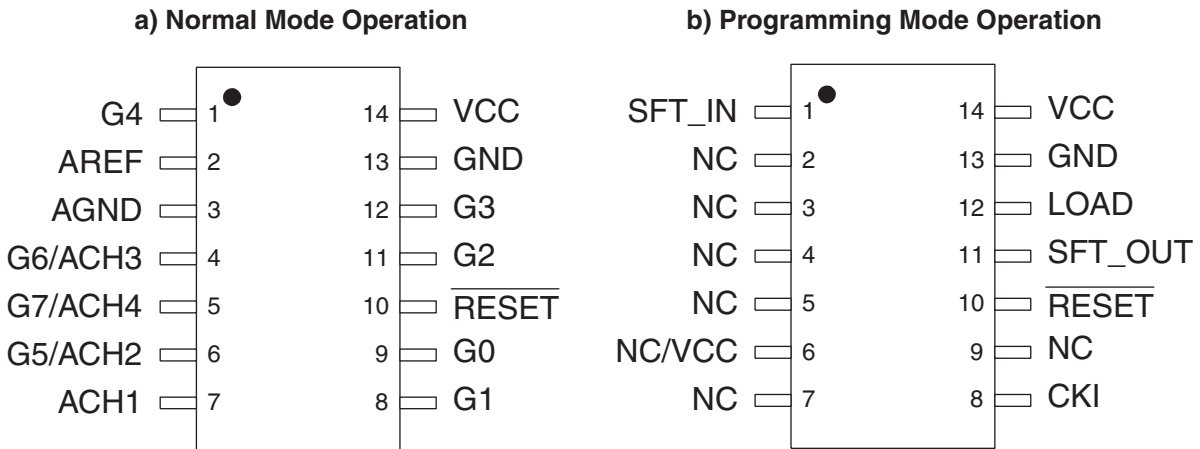 a) Normal Mode Operation
G4 1 14 VCC
AREF 2 13 GND
AGND 3 12 G3
G6/ACH3 4 11 G2
G7/ACH4 5 10 RESET
G5/ACH2 6 9 G0
ACH1 7 8 G1
b) Programming Mode Operation
SFT_IN 1 14 VCC
NC 2 13 GND
NC 3 12 LOAD
NC 4 11 SFT_OUT
NC 5 10 RESET
NC/VCC 6 9 NC
NC 7 8 CKI